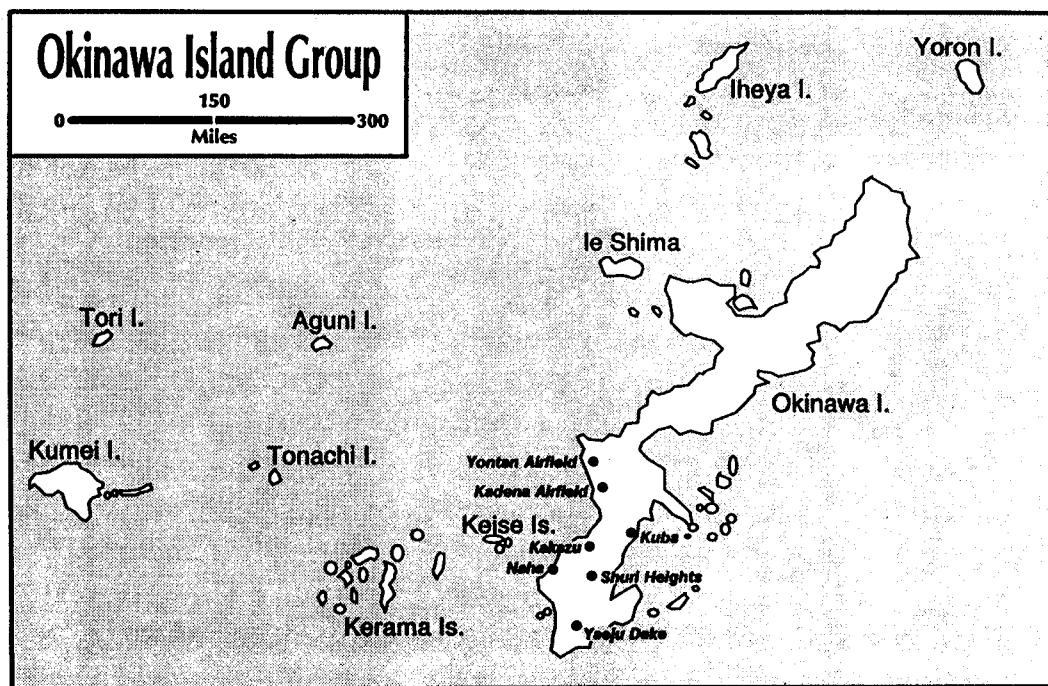 Okinawa Island Group
150
0 300
Miles
Yoron I.
Iheya I.
Ie Shima
Tori I.
Aguni I.
Okinawa I.
Kumei I.
Tonachi I.
Yontan Airfield
Kadena Airfield
Keise Is.
Kuba
Kakazu
Naha
Shuri Heights
Kerama Is.
Yaeju Dake